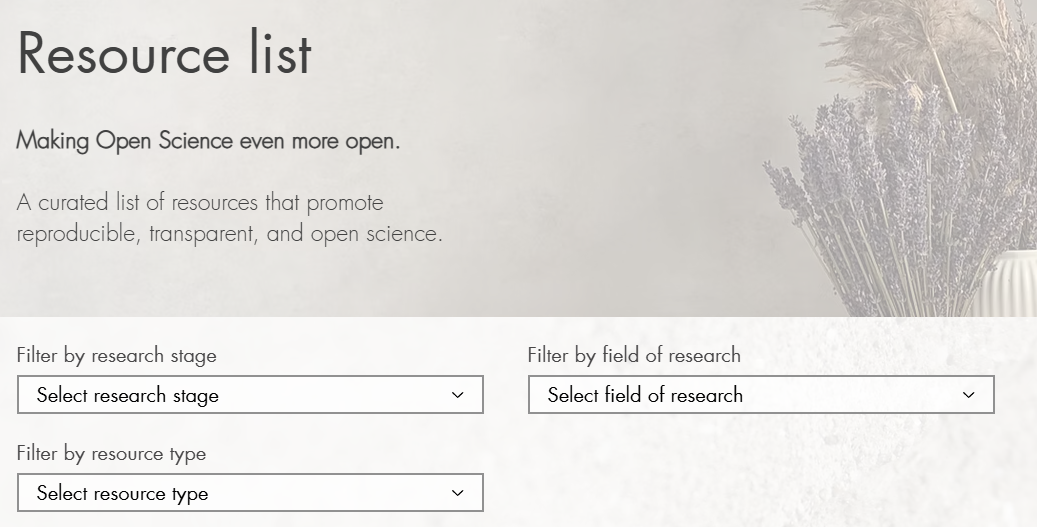 Resource list
Making Open Science even more open.
A curated list of resources that promote
reproducible, transparent, and open science.
Filter by research stage
Select research stage
Filter by field of research
Select field of research
Filter by resource type
Select resource type